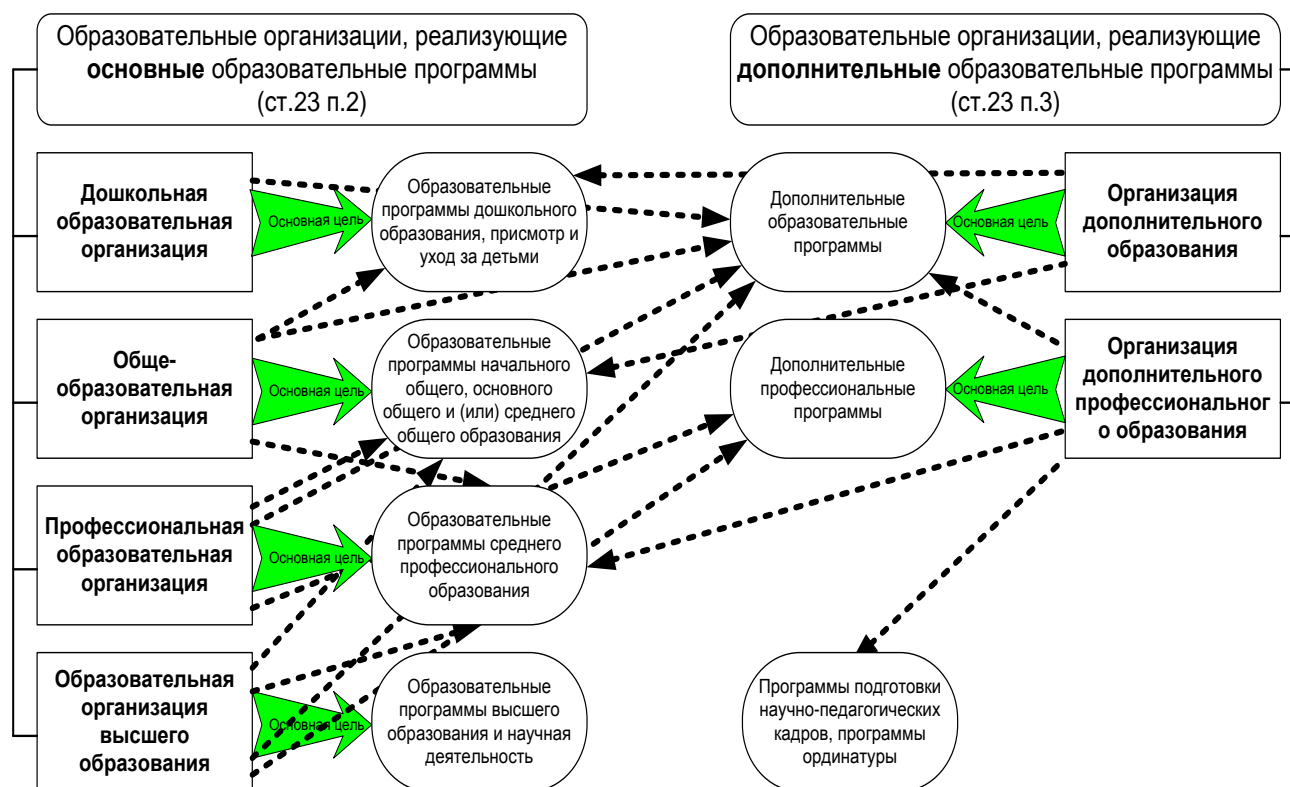 Образовательные организации, реализующие
основные образовательные программы
(ст.23 п.2)
Образовательные организации, реализующие
дополнительные образовательные программы
(ст.23 п.3)
Дошкольная
образовательная
организация
Основная цель
Образовательные
программы дошкольного
образования, присмотр и
уход за детьми
Дополнительные
образовательные
программы
Основная цель
Организация
дополнительного
образования
Обще-
образовательная
организация
Основная цель
Образовательные
программы начального
общего, основного
общего и (или) среднего
общего образования
Дополнительные
профессиональные
программы
Основная цель
Организация
дополнительного
профессиональног
о образования
Профессиональная
образовательная
организация
Основная цель
Образовательные
программы среднего
профессионального
образования
Образовательная
организация
высшего
образования
Основная цель
Образовательные
программы высшего
образования и научная
деятельность
Программы подготовки
научно-педагогических
кадров, программы
ординатуры